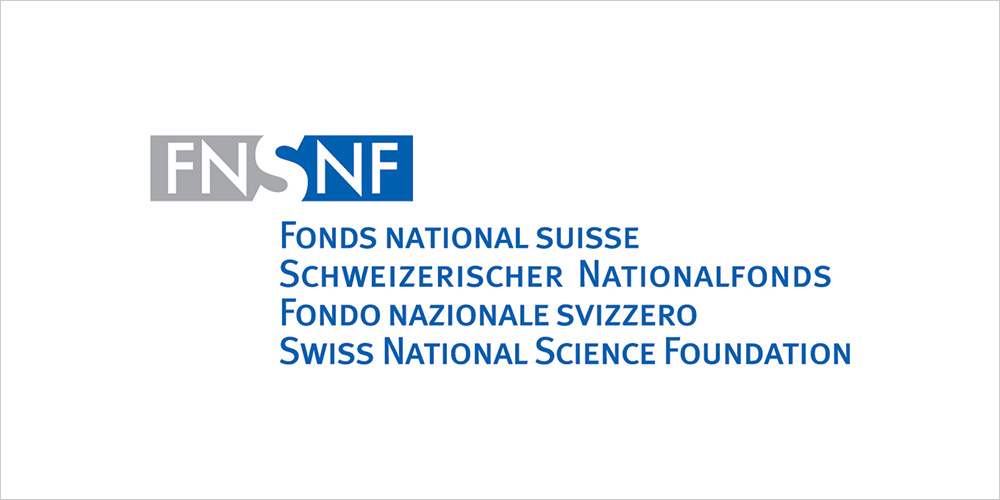 FNSNF
FONDS NATIONAL SUISSE
SCHWEIZERISCHER NATIONALFONDS
FONDO NAZIONALE SVIZZERO
SWISS NATIONAL SCIENCE FOUNDATION